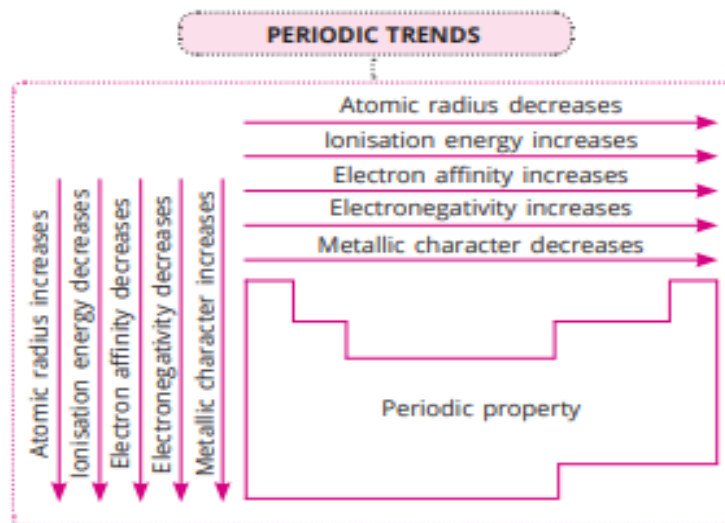 PERIODIC TRENDS
Atomic radius decreases
Ionisation energy increases
Electron affinity increases
Electronegativity increases
Metallic character decreases
Atomic radius increases
Ionisation energy decreases
Electron affinity decreases
Electronegativity decreases
Metallic character increases
Periodic property